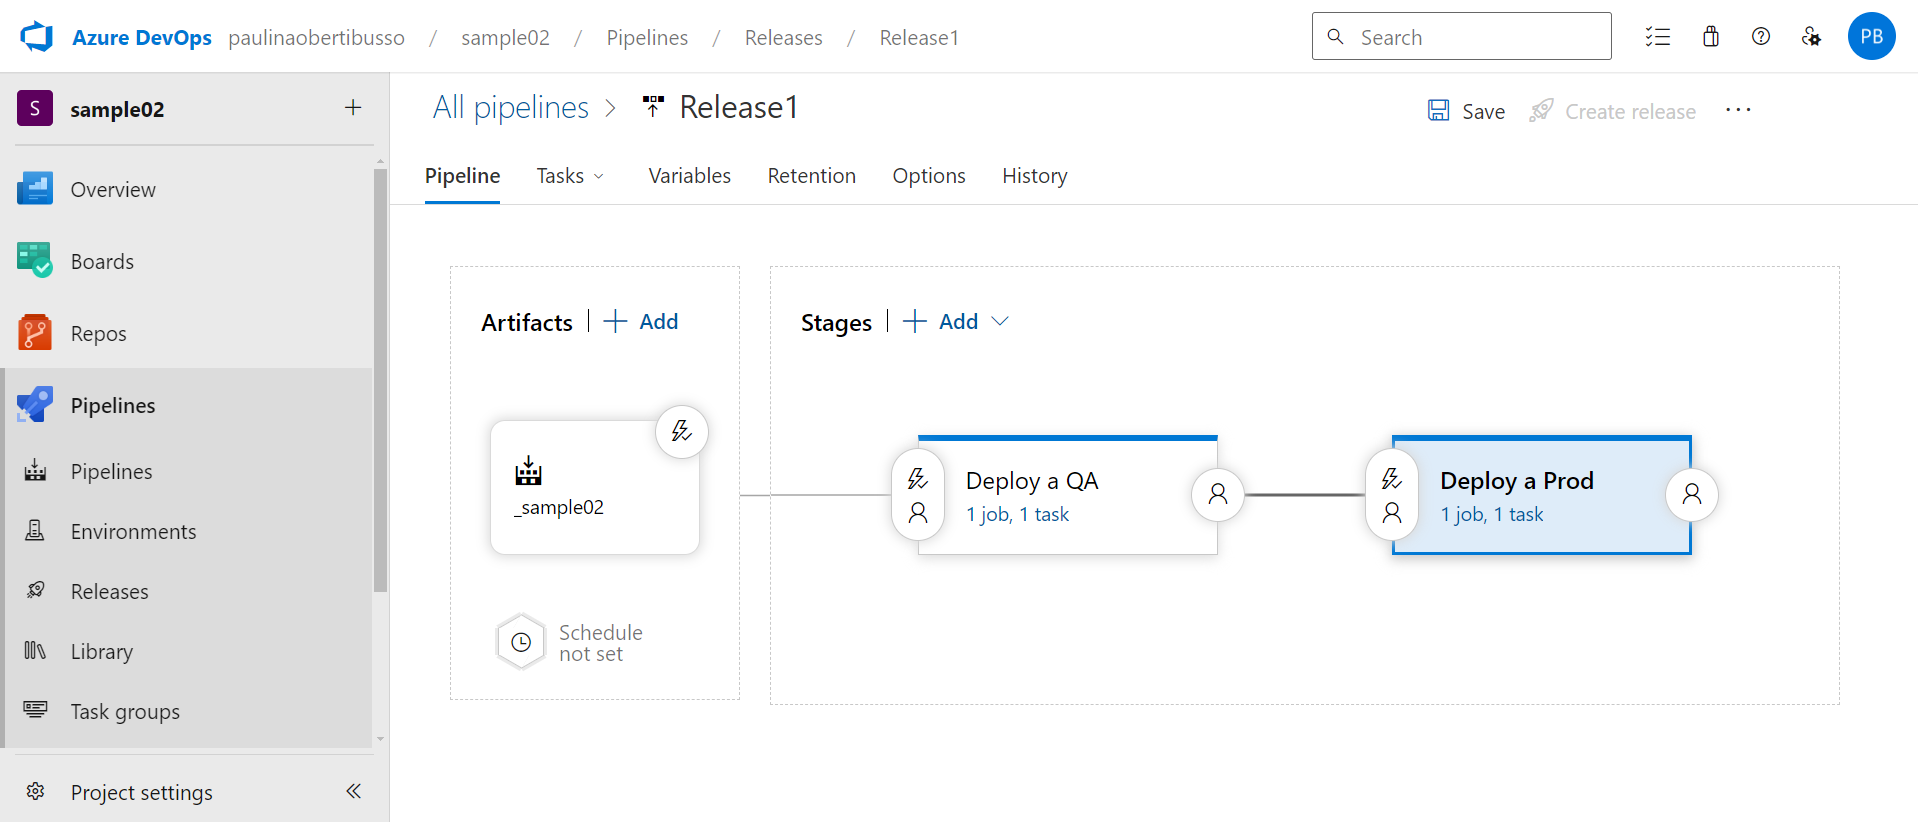 Azure DevOps paulinaobertibusso / sample02 / Pipelines / Releases / Release1 Search PB
S sample02 +
Overview
Boards
Repos
Pipelines
Pipelines
Environments
Releases
Library
Task groups
Project settings
All pipelines > Release1 Save Create release ...
Pipeline Tasks Variables Retention Options History
Artifacts | + Add
_sample02
Schedule
not set
Stages | + Add
Deploy a QA
1 job, 1 task
Deploy a Prod
1 job, 1 task